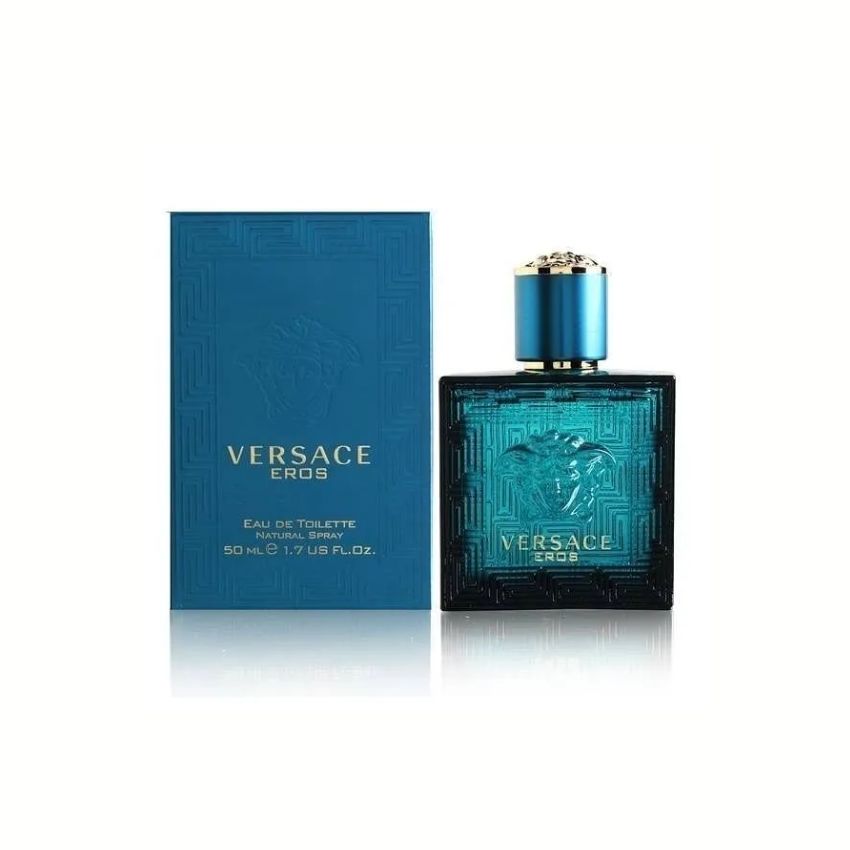 VERSACE
EROS
EAU DE TOILETTE
NATURAL SPRAY
50 ML e 1.7 US FL.OZ.
VERSACE
EROS